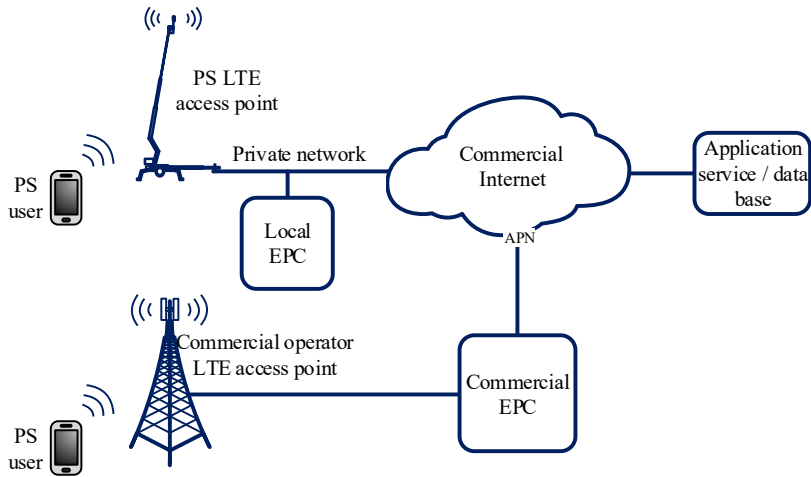 PS LTE
access point
PS
user
Private network
Local
EPC
Commercial
Internet
APN
Application
service / data
base
PS
user
Commercial operator
LTE access point
Commercial
EPC